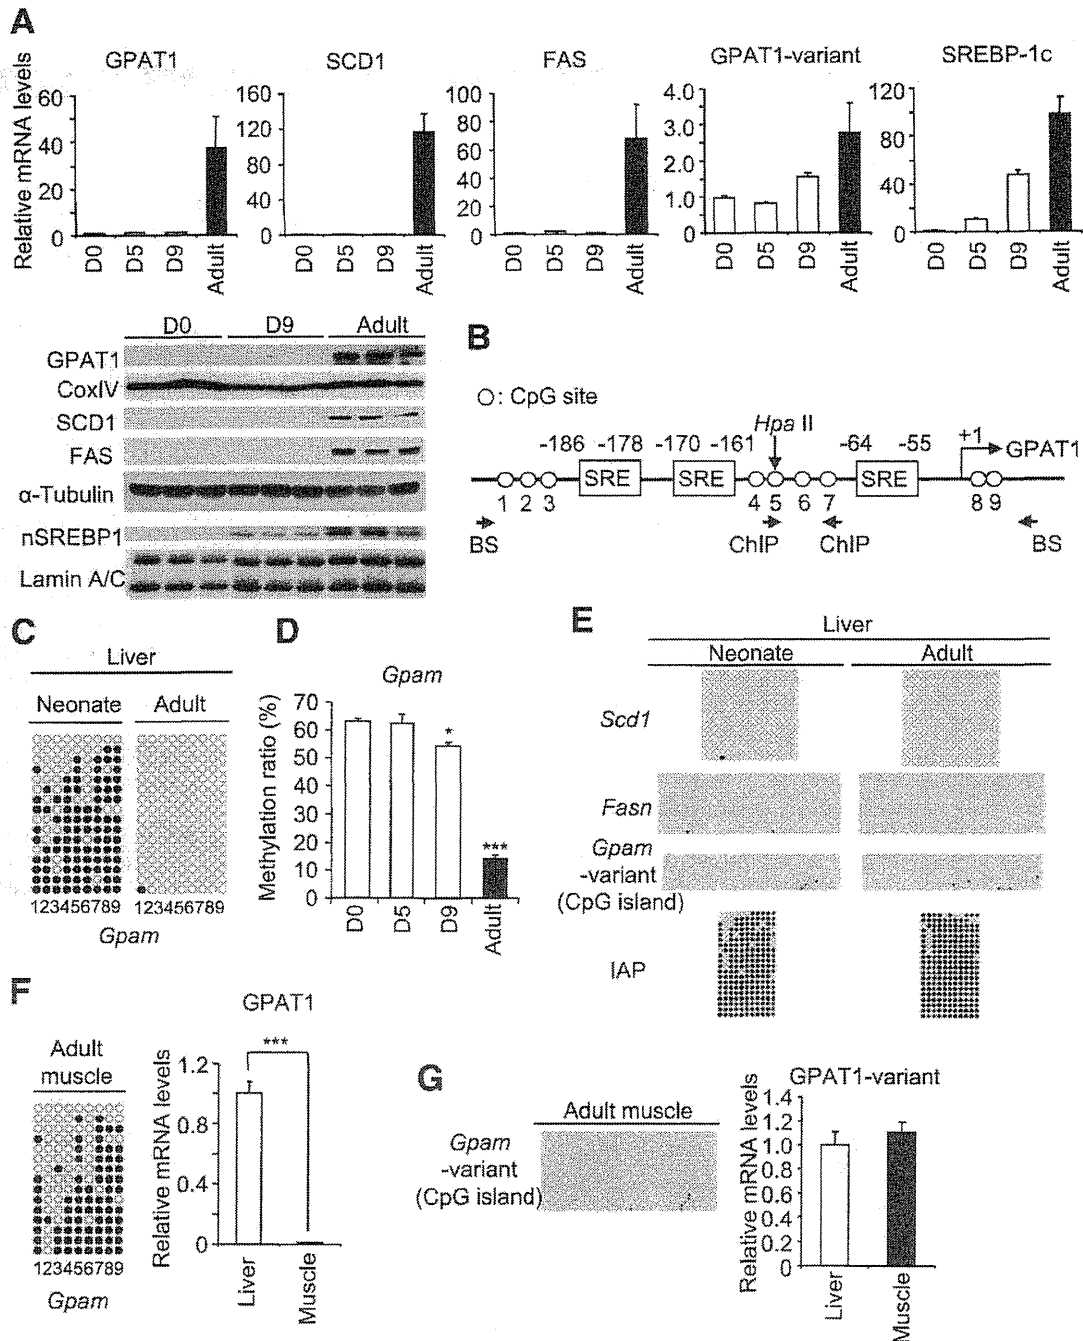 A
GPAT1
SCD1
FAS
GPAT1-variant
SREBP-1c
Relative mRNA levels
60
40
20
0
160
120
80
40
0
100
80
60
40
20
0
4.0
3.0
2.0
1.0
0
120
80
40
0
D0 D5 D9 Adult
D0 D5 D9 Adult
D0 D5 D9 Adult
D0 D5 D9 Adult
D0 D5 D9 Adult
D0 D9 Adult
GPAT1
CoxIV
SCD1
FAS
α-Tubulin
nSREBP1
Lamin A/C
B
O: CpG site
Hpa II
-186 -178 -170 -161 -64 -55 +1
GPAT1
SRE SRE SRE
1 2 3 4 5 6 7 8 9
BS ChIP ChIP BS
C
Liver
Neonate Adult
123456789 123456789
Gpam
D
Gpam
Methylation ratio (%)
70
60
50
40
30
20
10
0
*
***
D0 D5 D9 Adult
E
Liver
Neonate Adult
Scd1
Fasn
Gpam
-variant
(CpG island)
IAP
F
Adult
muscle
123456789
Gpam
GPAT1
Relative mRNA levels
1.2
0.8
0.4
0
***
Liver Muscle
G
Adult muscle
Gpam
-variant
(CpG island)
GPAT1-variant
Relative mRNA levels
1.4
1.2
1.0
0.8
0.6
0.4
0.2
0
Liver Muscle